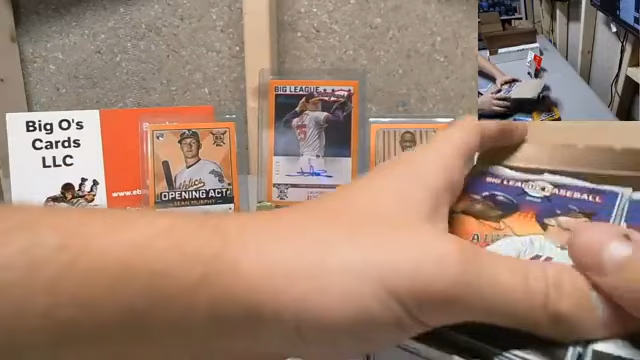 Big O's
Cards
LLC
www.eb
OPENING ACT
SEAN MURPHY
BIG LEAGUE
BIG LEAGUE BASEBALL